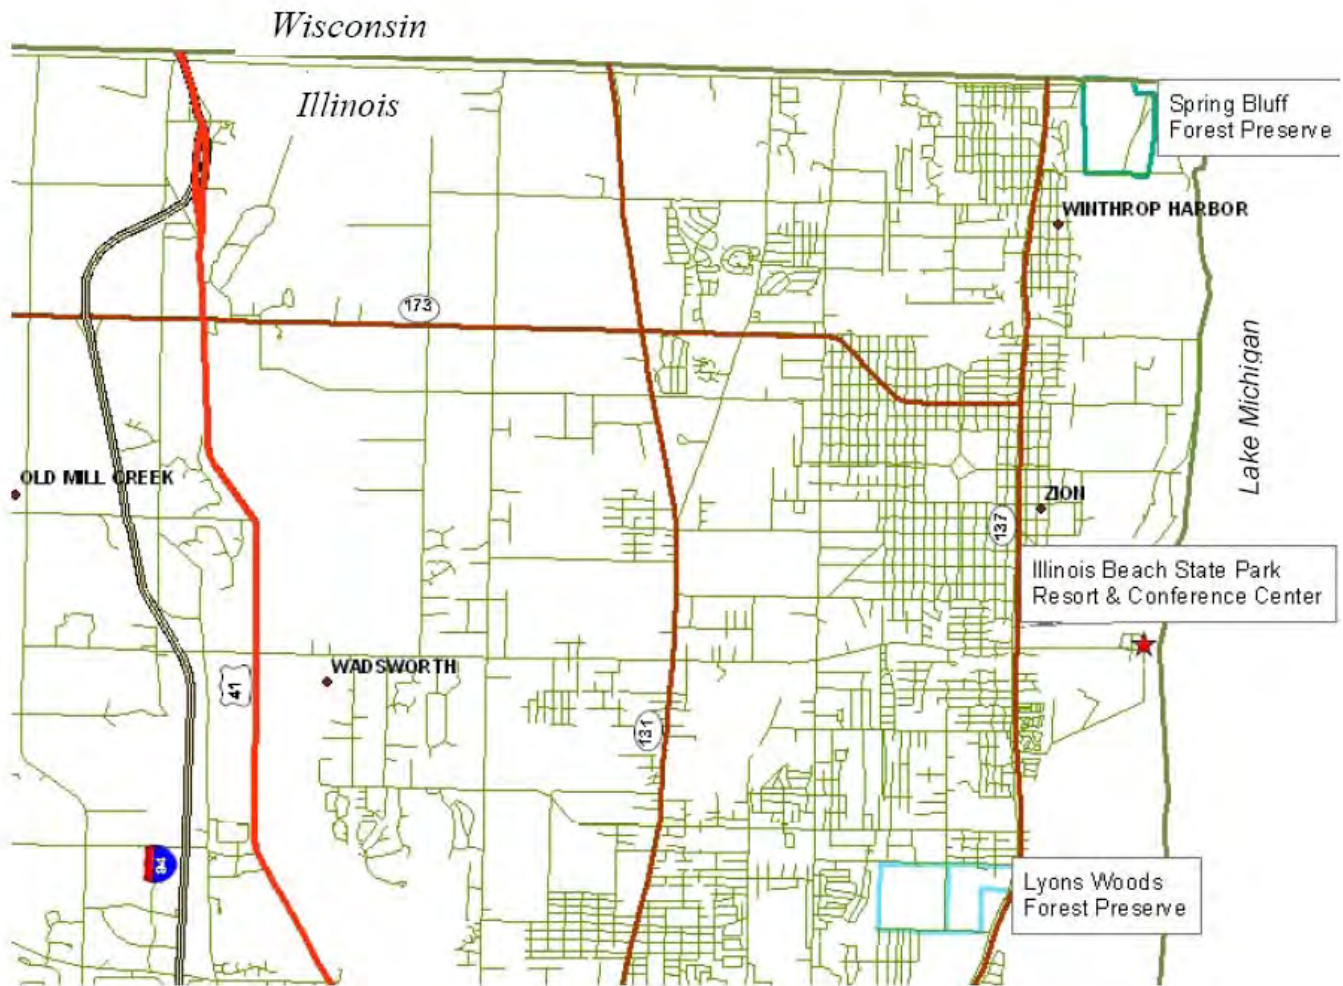 Wisconsin
Illinois
Spring Bluff
Forest Preserve
WINTHROP HARBOR
173
Lake Michigan
OLD MILL CREEK
ZION
137
Illinois Beach State Park
Resort & Conference Center
WADSWORTH
41
131
94
Lyons Woods
Forest Preserve